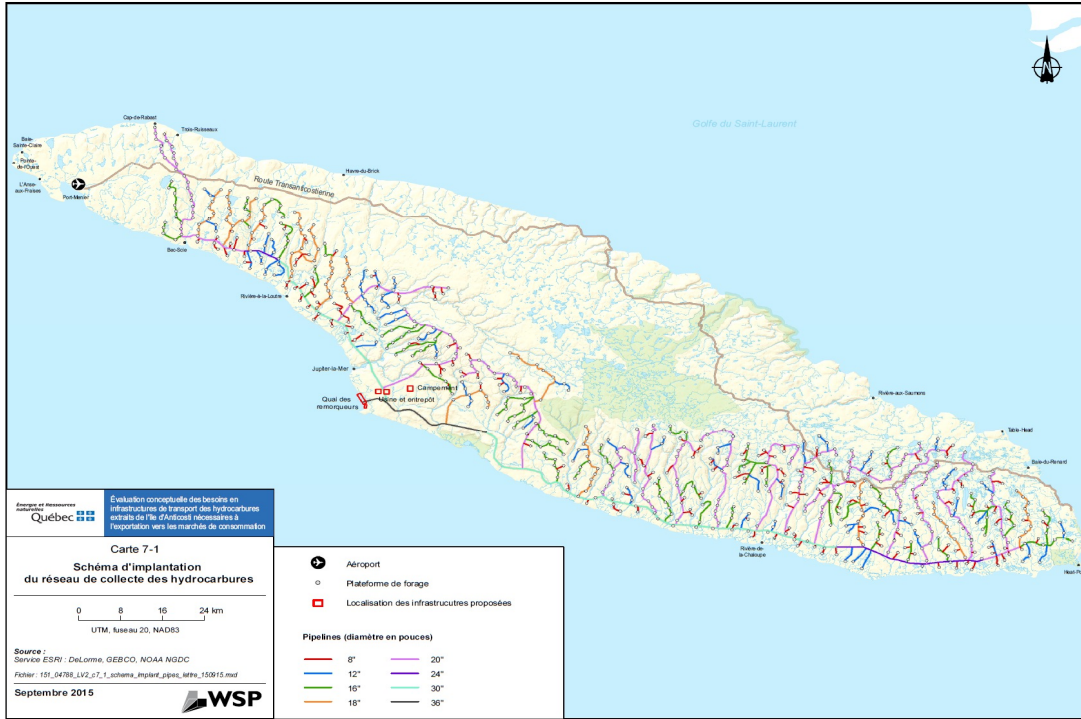 N
Golfe du Saint-Laurent
Cap-de-Rabast
Trois-Ruisseaux
Baie-
Sainte-Claire
Pointe-
de-l'Ouest
L'Anse-
aux-Fraises
Port-Menier
Havre-du-Brick
Route Transanticostienne
Bec-Scie
Rivière-à-la-Loutre
Jupiter-la-Mer
Campement
Usine et entrepôt
Quai des
remorqueurs
Rivière-aux-Saumons
Table-Head
Baie-du-Renard
Rivière-de-
la-Chaloupe
Énergie et Ressources
naturelles
Québec
Évaluation conceptuelle des besoins en
infrastructures de transport des hydrocarbures
extraits de l'île d'Anticosti nécessaires à
l'exportation vers les marchés de consommation
Carte 7-1
Schéma d'implantation
du réseau de collecte des hydrocarbures
0 8 16 24 km
UTM, fuseau 20, NAD83
Source :
Service ESRI : DeLorme, GEBCO, NOAA NGDC
Fichier : 151_04788_LV2_c7_1_schema_implant_pipes_lettre_150915.mxd
Septembre 2015
WSP
Aéroport
Plateforme de forage
Localisation des infrastrucutres proposées
Pipelines (diamètre en pouces)
8"
12"
16"
18"
20"
24"
30"
36"